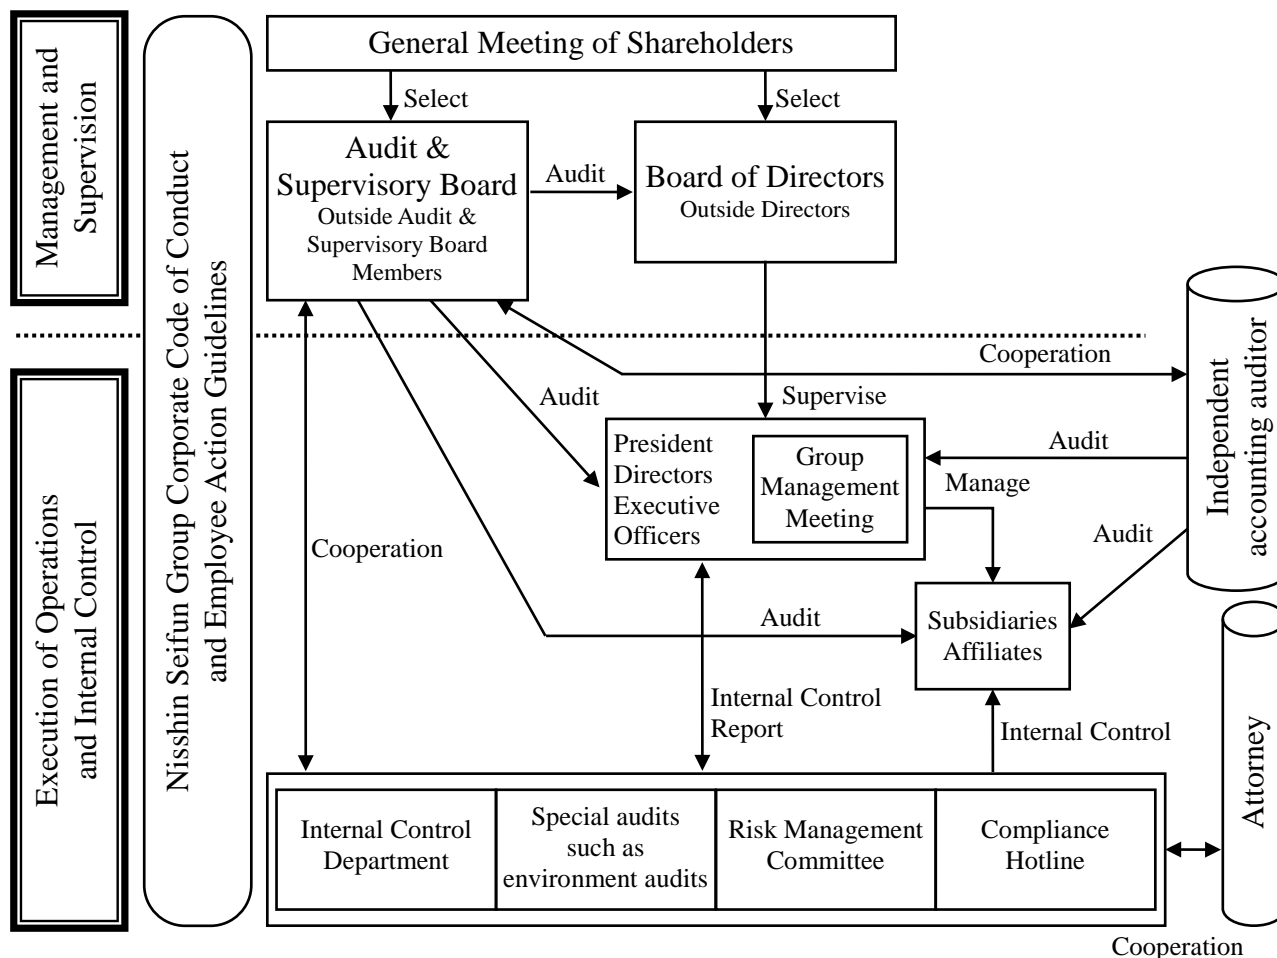 General Meeting of Shareholders
Select
Select
Management and
Supervision
Nisshin Seifun Group Corporate Code of Conduct
and Employee Action Guidelines
Audit &
Supervisory Board
Outside Audit &
Supervisory Board
Members
Audit
Board of Directors
Outside Directors
Cooperation
Independent
accounting auditor
Audit
Supervise
President
Directors
Executive
Officers
Group
Management
Meeting
Audit
Manage
Audit
Execution of Operations
and Internal Control
Cooperation
Audit
Subsidiaries
Affiliates
Internal Control
Report
Internal Control
Attorney
Internal Control
Department
Special audits
such as
environment audits
Risk Management
Committee
Compliance
Hotline
Cooperation